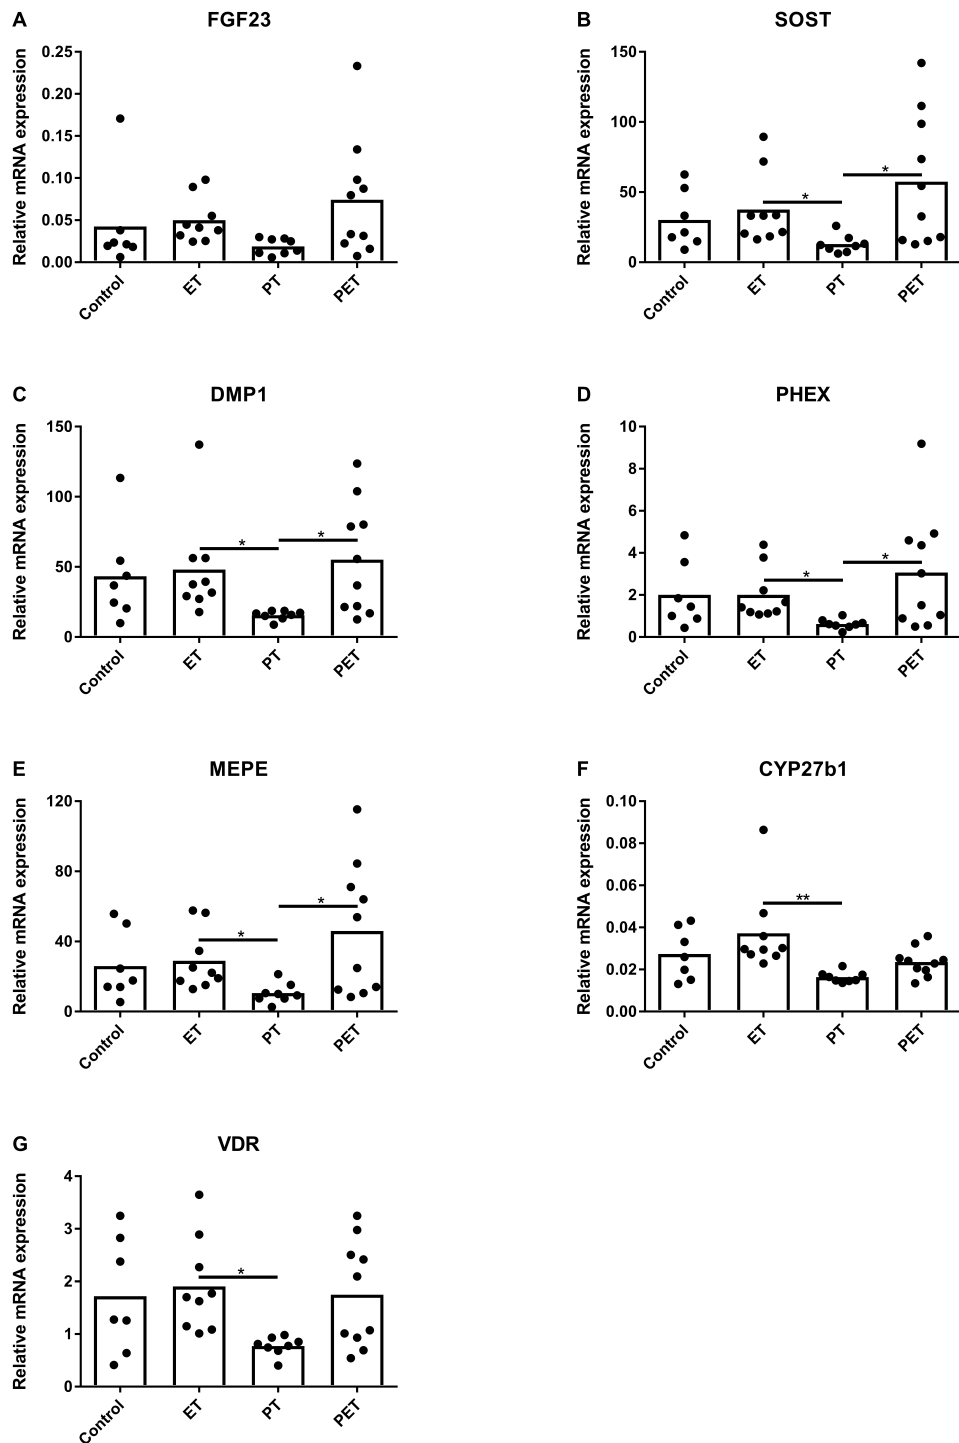 A FGF23
Relative mRNA expression
0.25
0.20
0.15
0.10
0.05
0.00
Control ET PT PET
B SOST
Relative mRNA expression
150
100
50
0
* *
Control ET PT PET
C DMP1
Relative mRNA expression
150
100
50
0
* *
Control ET PT PET
D PHEX
Relative mRNA expression
10
8
6
4
2
0
* *
Control ET PT PET
E MEPE
Relative mRNA expression
120
80
40
0
* *
Control ET PT PET
F CYP27b1
Relative mRNA expression
0.10
0.08
0.06
0.04
0.02
0.00
**
Control ET PT PET
G VDR
Relative mRNA expression
4
3
2
1
0
*
Control ET PT PET